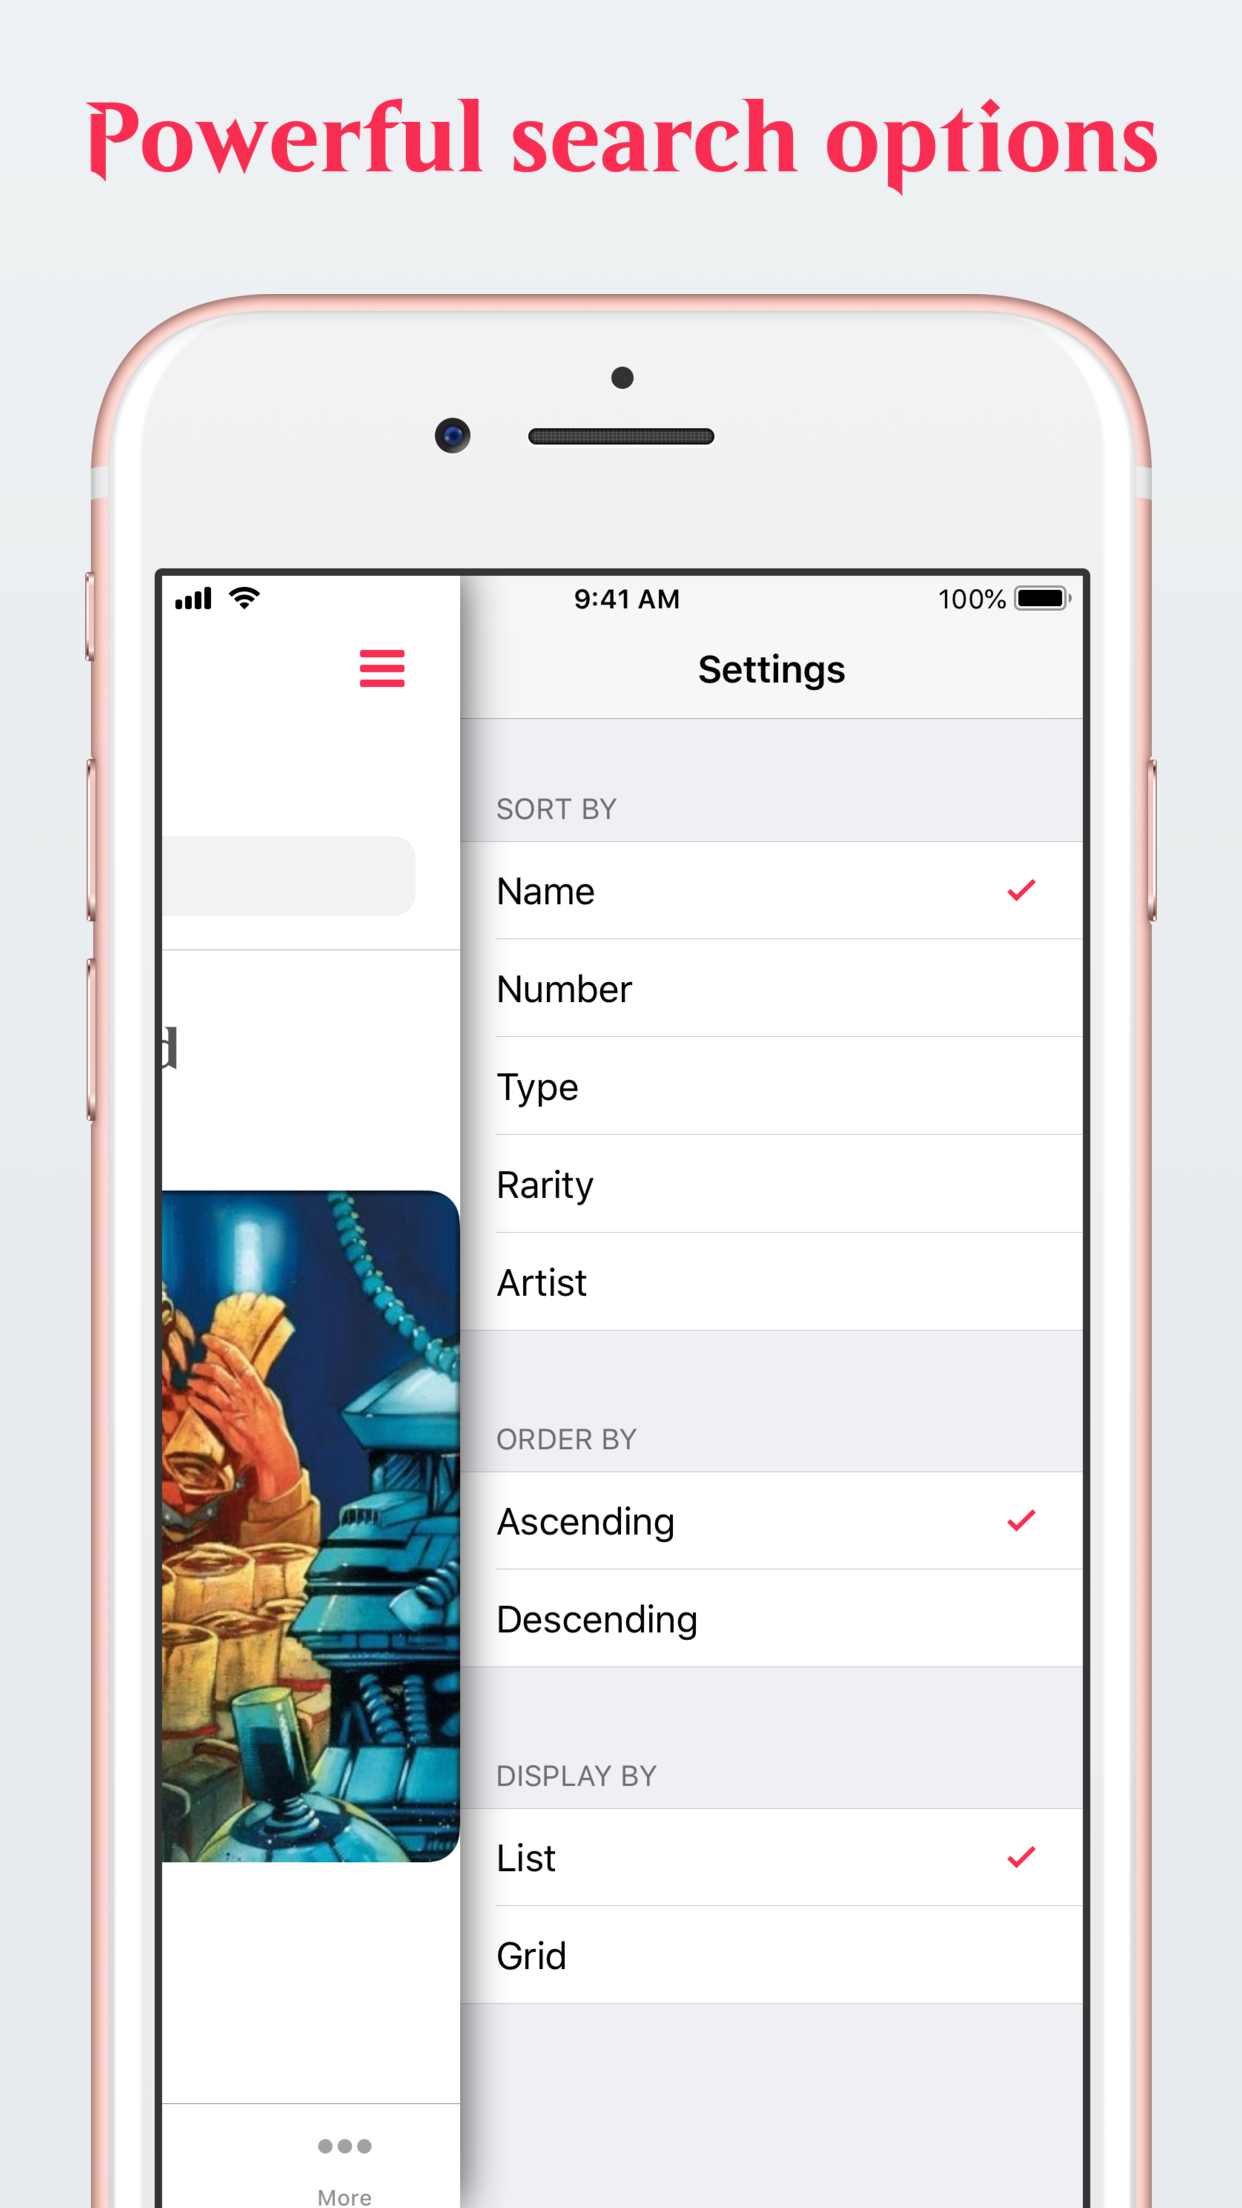 Powerful search options
9:41 AM
100%
Settings
SORT BY
Name
Number
Type
Rarity
Artist
ORDER BY
Ascending
Descending
DISPLAY BY
List
Grid
d
More